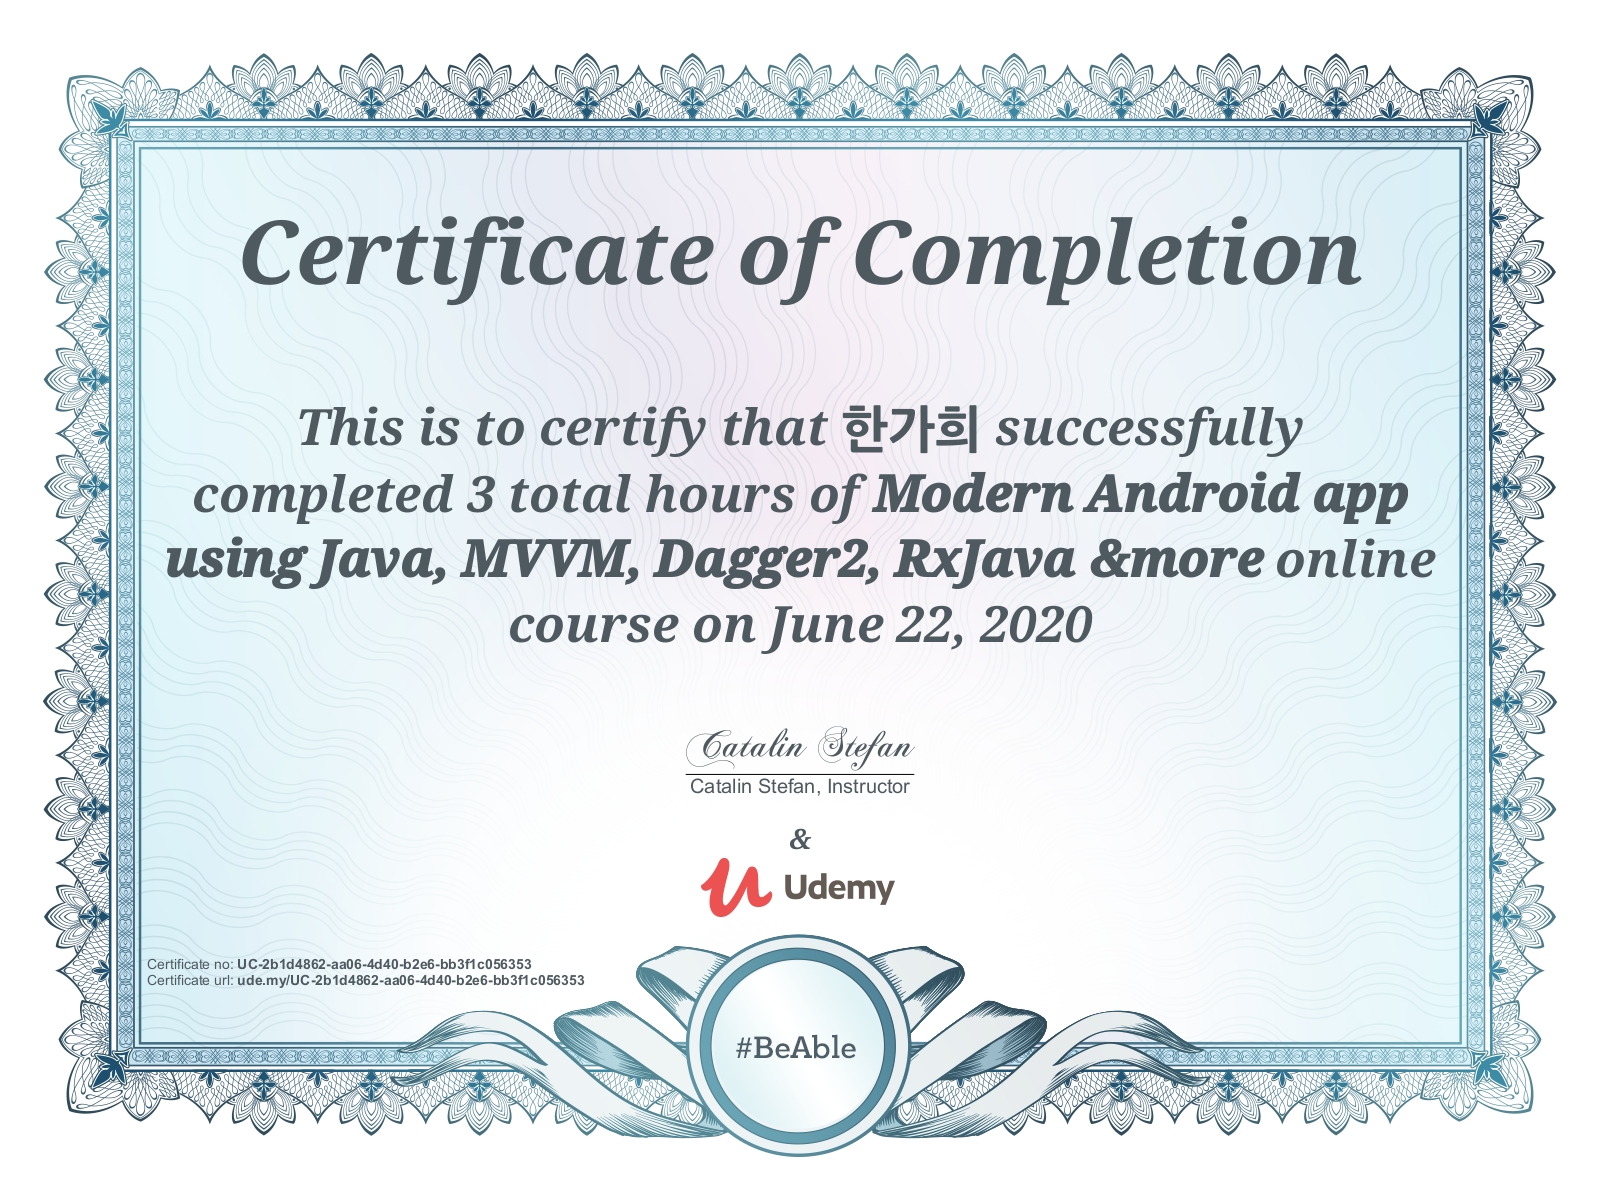 Certificate of Completion
This is to certify that 한가희 successfully
completed 3 total hours of Modern Android app
using Java, MVVM, Dagger2, RxJava &more online
course on June 22, 2020
Catalin Stefan
Catalin Stefan, Instructor
&
Udemy
Certificate no: UC-2b1d4862-aa06-4d40-b2e6-bb3f1c056353
Certificate url: ude.my/UC-2b1d4862-aa06-4d40-b2e6-bb3f1c056353
#BeAble